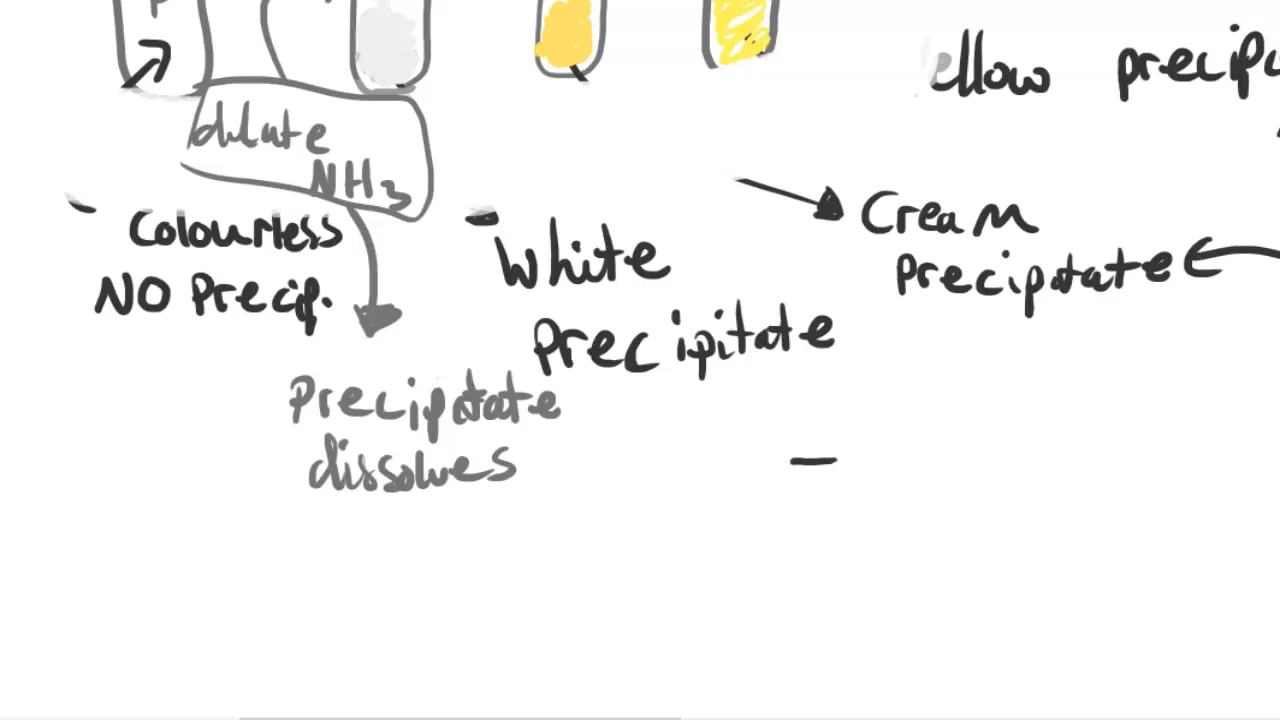 P
ellow precip
dilute
NH3
Colourless
NO Precip.
White
Precipitate
Cream
Precipitate
Precipitate
dissolves